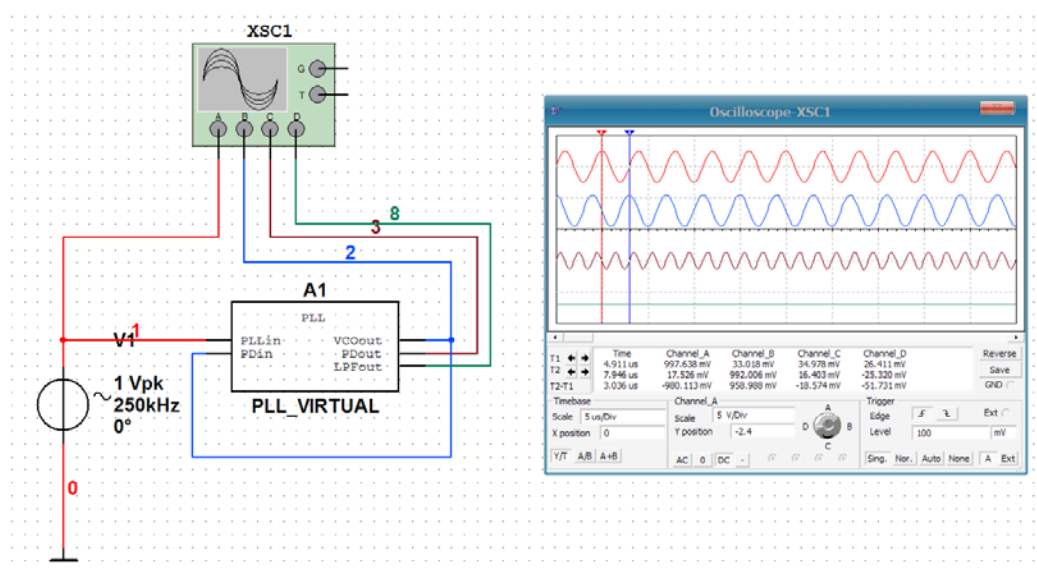 XSC1
G
T
A B C D
8
3
2
A1
PLL
PLLin VCOout
PDin PDout
LPFout
PLL_VIRTUAL
V1
1
1 Vpk
250kHz
0°
0
Oscilloscope-XSC1
Time Channel_A Channel_B Channel_C Channel_D
T1 4.911 us 997.638 mV 33.018 mV 34.978 mV 26.411 mV
T2 7.946 us 17.526 mV 992.006 mV 16.403 mV -25.320 mV
T2-T1 3.036 us -980.113 mV 958.988 mV -18.574 mV -51.731 mV
Reverse
Save
GND
Timebase
Scale 5 us/Div
X position 0
Y/T A/B A+B
Channel_A
Scale 5 V/Div
Y position -2.4
AC 0 DC -
A
D B
C
Trigger
Edge Ext
Level 100 mV
Sing. Nor. Auto None A Ext